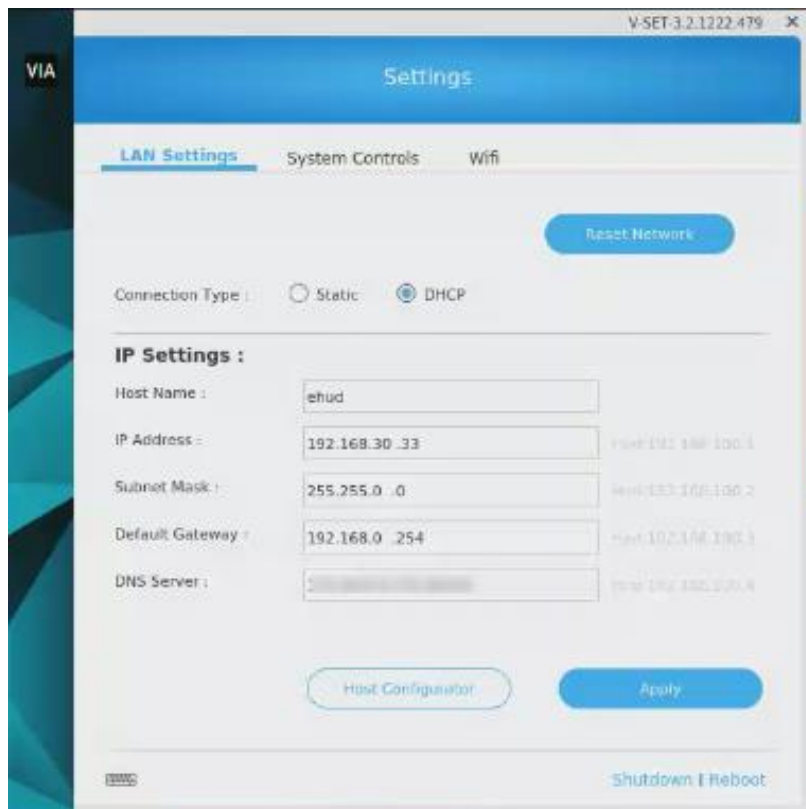 V-SET-3.2.1222.479 ×
VIA
Settings
LAN Settings System Controls Wifi
Reset Network
Connection Type : Static DHCP
IP Settings :
Host Name : ehud
IP Address : 192.168.30 .33
Subnet Mask : 255.255.0 .0
Default Gateway : 192.168.0 .254
DNS Server :
Host Configurator Apply
Shutdown | Reboot